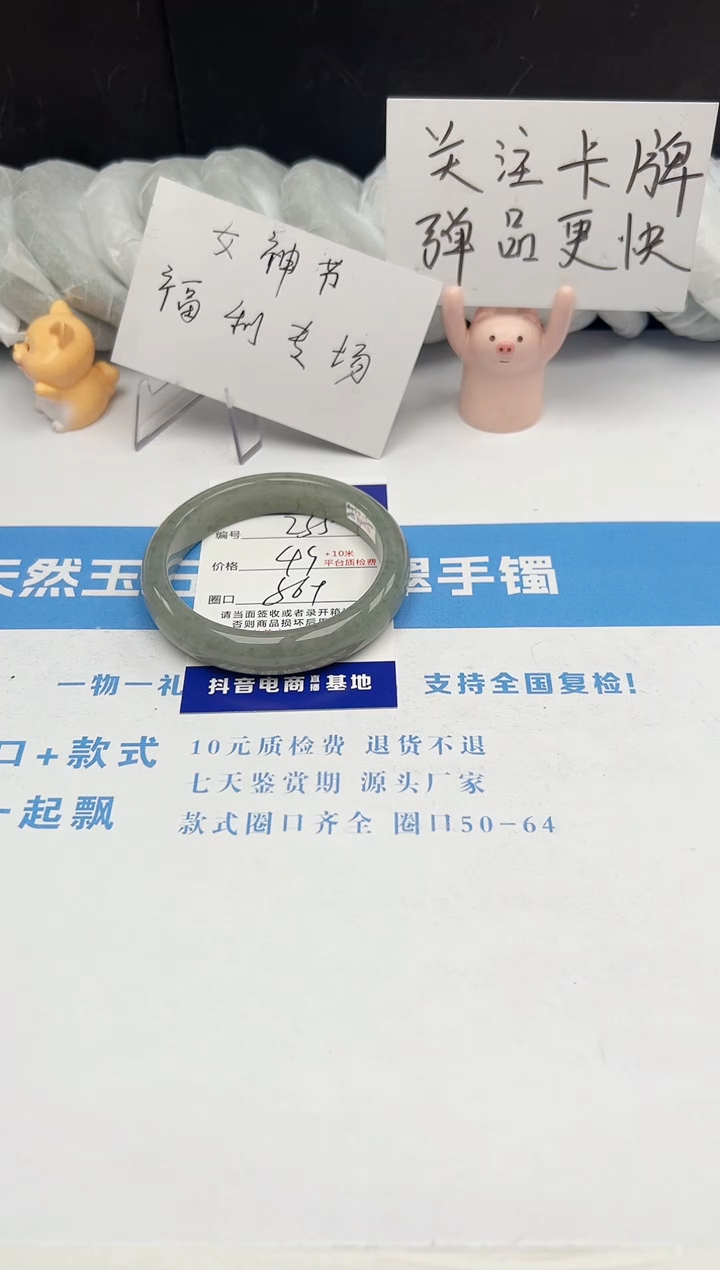 关注卡牌
弹品更快
女神节
福利专场
编号 255
价格 49 +10米
平台质检费
圈口 56+
请当面签收或者录开箱
否则商品损坏后
天然玉石 翠手镯
一物一礼 抖音电商直播基地 支持全国复检!
口+款式
10元质检费 退货不退
七天鉴赏期 源头厂家
一起飘
款式圈口齐全 圈口50-64